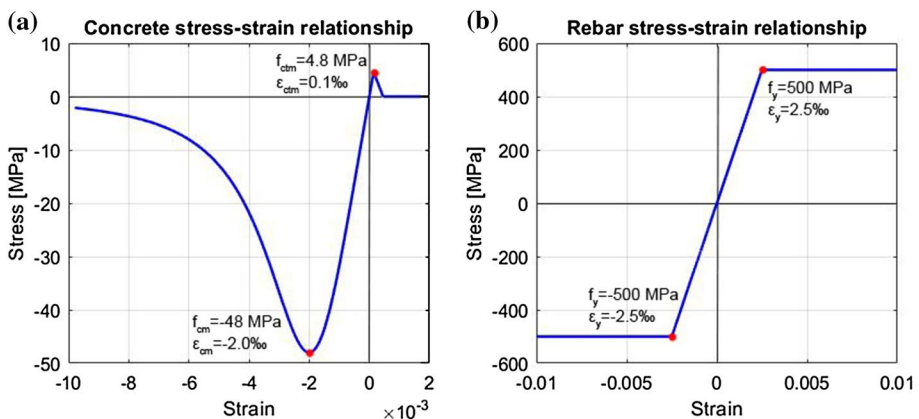 (a)
Concrete stress-strain relationship
Stress [MPa]
10
0
-10
-20
-30
-40
-50
f_ctm=4.8 MPa
ε_ctm=0.1‰
f_cm=-48 MPa
ε_cm=-2.0‰
-10 -8 -6 -4 -2 0 2
Strain
×10⁻³
(b)
Rebar stress-strain relationship
Stress [MPa]
600
400
200
0
-200
-400
-600
f_y=500 MPa
ε_y=2.5‰
f_y=-500 MPa
ε_y=-2.5‰
-0.01 -0.005 0 0.005 0.01
Strain